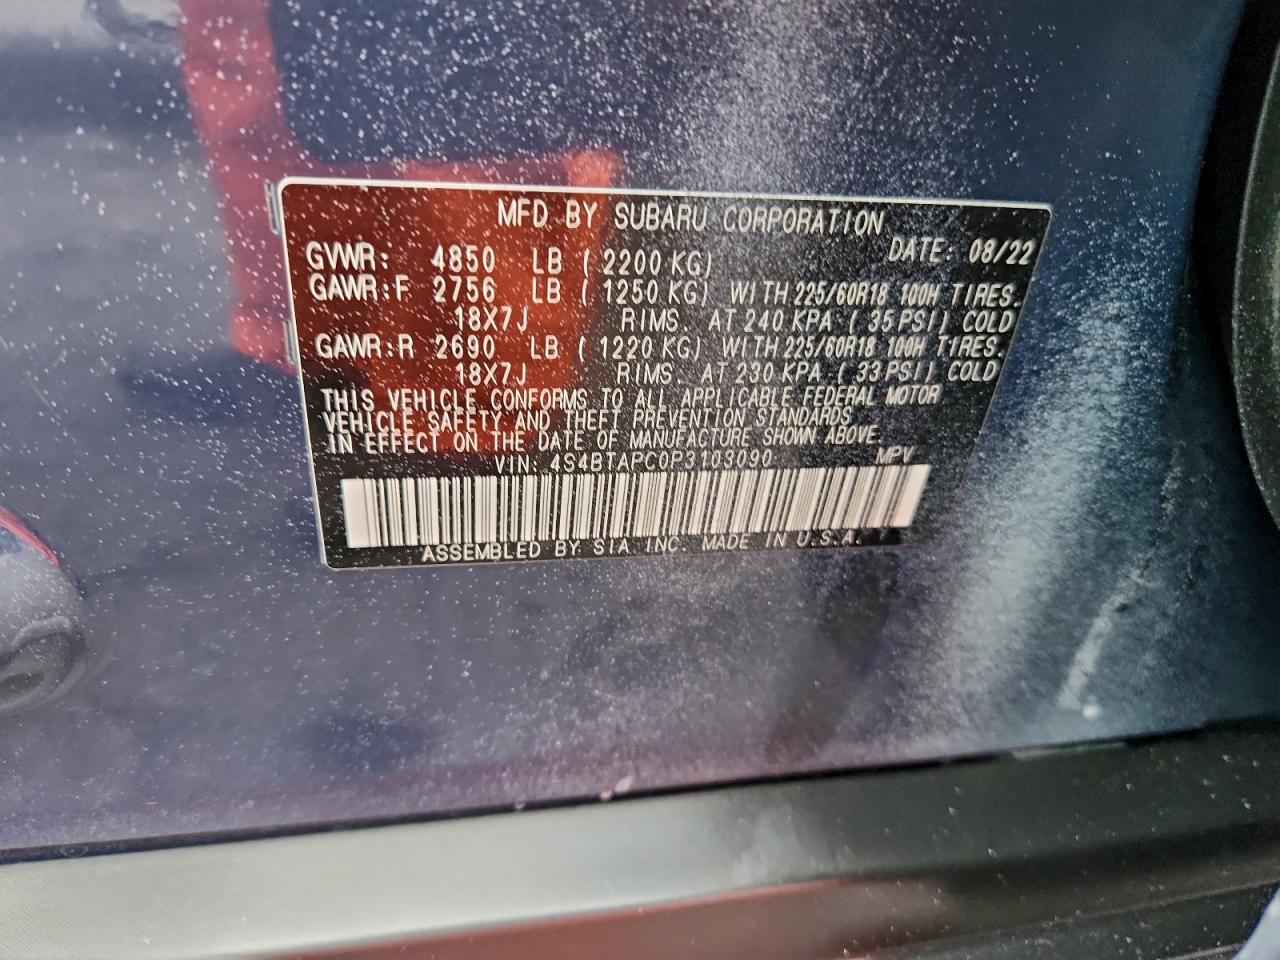 MFD BY SUBARU CORPORATION
DATE: 08/22
GVWR: 4850 LB ( 2200 KG)
GAWR:F 2756 LB ( 1250 KG) WITH 225/60R18 100H TIRES.
18X7J RIMS. AT 240 KPA ( 35 PSI) COLD
GAWR:R 2690 LB ( 1220 KG) WITH 225/60R18 100H TIRES.
18X7J RIMS. AT 230 KPA ( 33 PSI) COLD
THIS VEHICLE CONFORMS TO ALL APPLICABLE FEDERAL MOTOR
VEHICLE SAFETY AND THEFT PREVENTION STANDARDS
IN EFFECT ON THE DATE OF MANUFACTURE SHOWN ABOVE.
VIN: 4S4BTAPC0P3103090 MPV
ASSEMBLED BY SIA INC. MADE IN U.S.A.